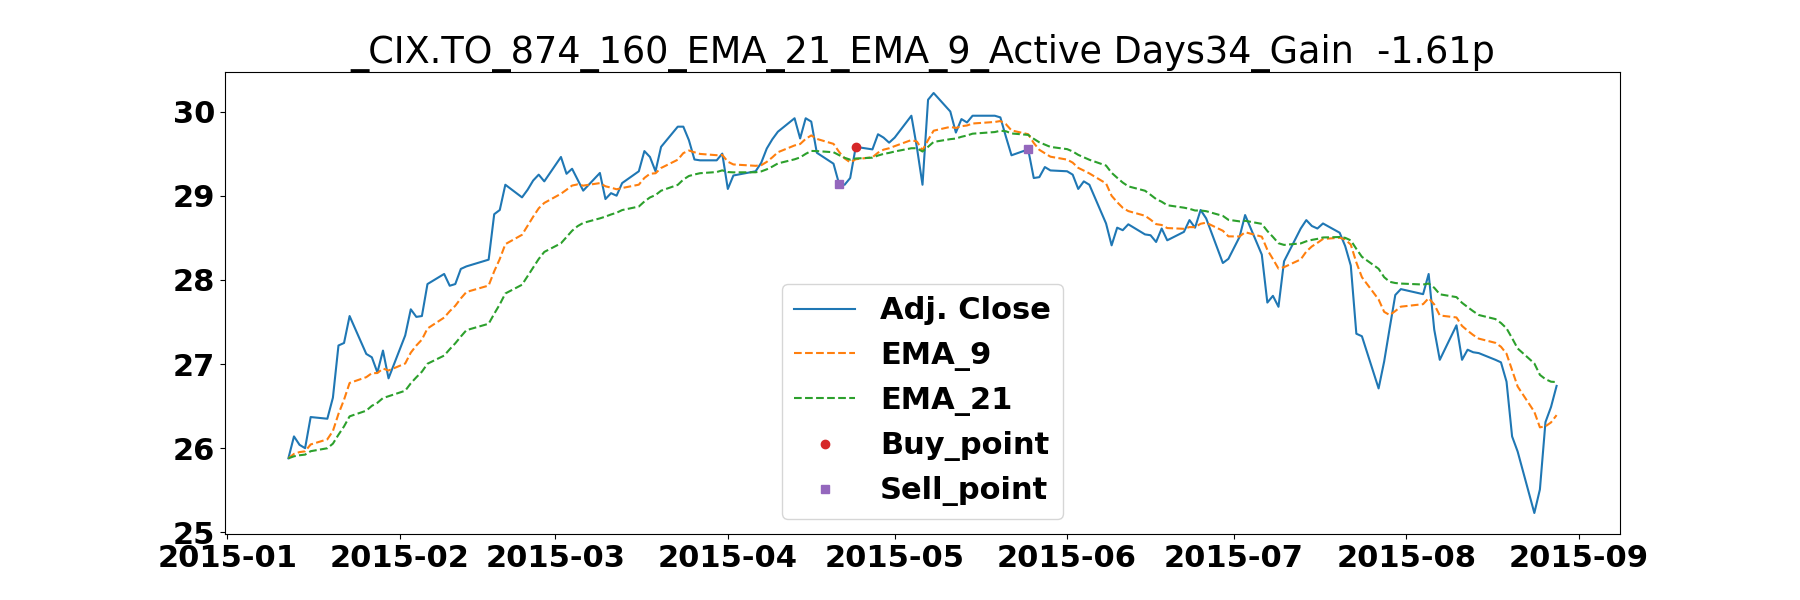 _CIX.TO_874_160_EMA_21_EMA_9_Active Days34_Gain  -1.61p
30
29
28
27
26
25
Adj. Close
EMA_9
EMA_21
Buy_point
Sell_point
2015-01 2015-02 2015-03 2015-04 2015-05 2015-06 2015-07 2015-08 2015-09